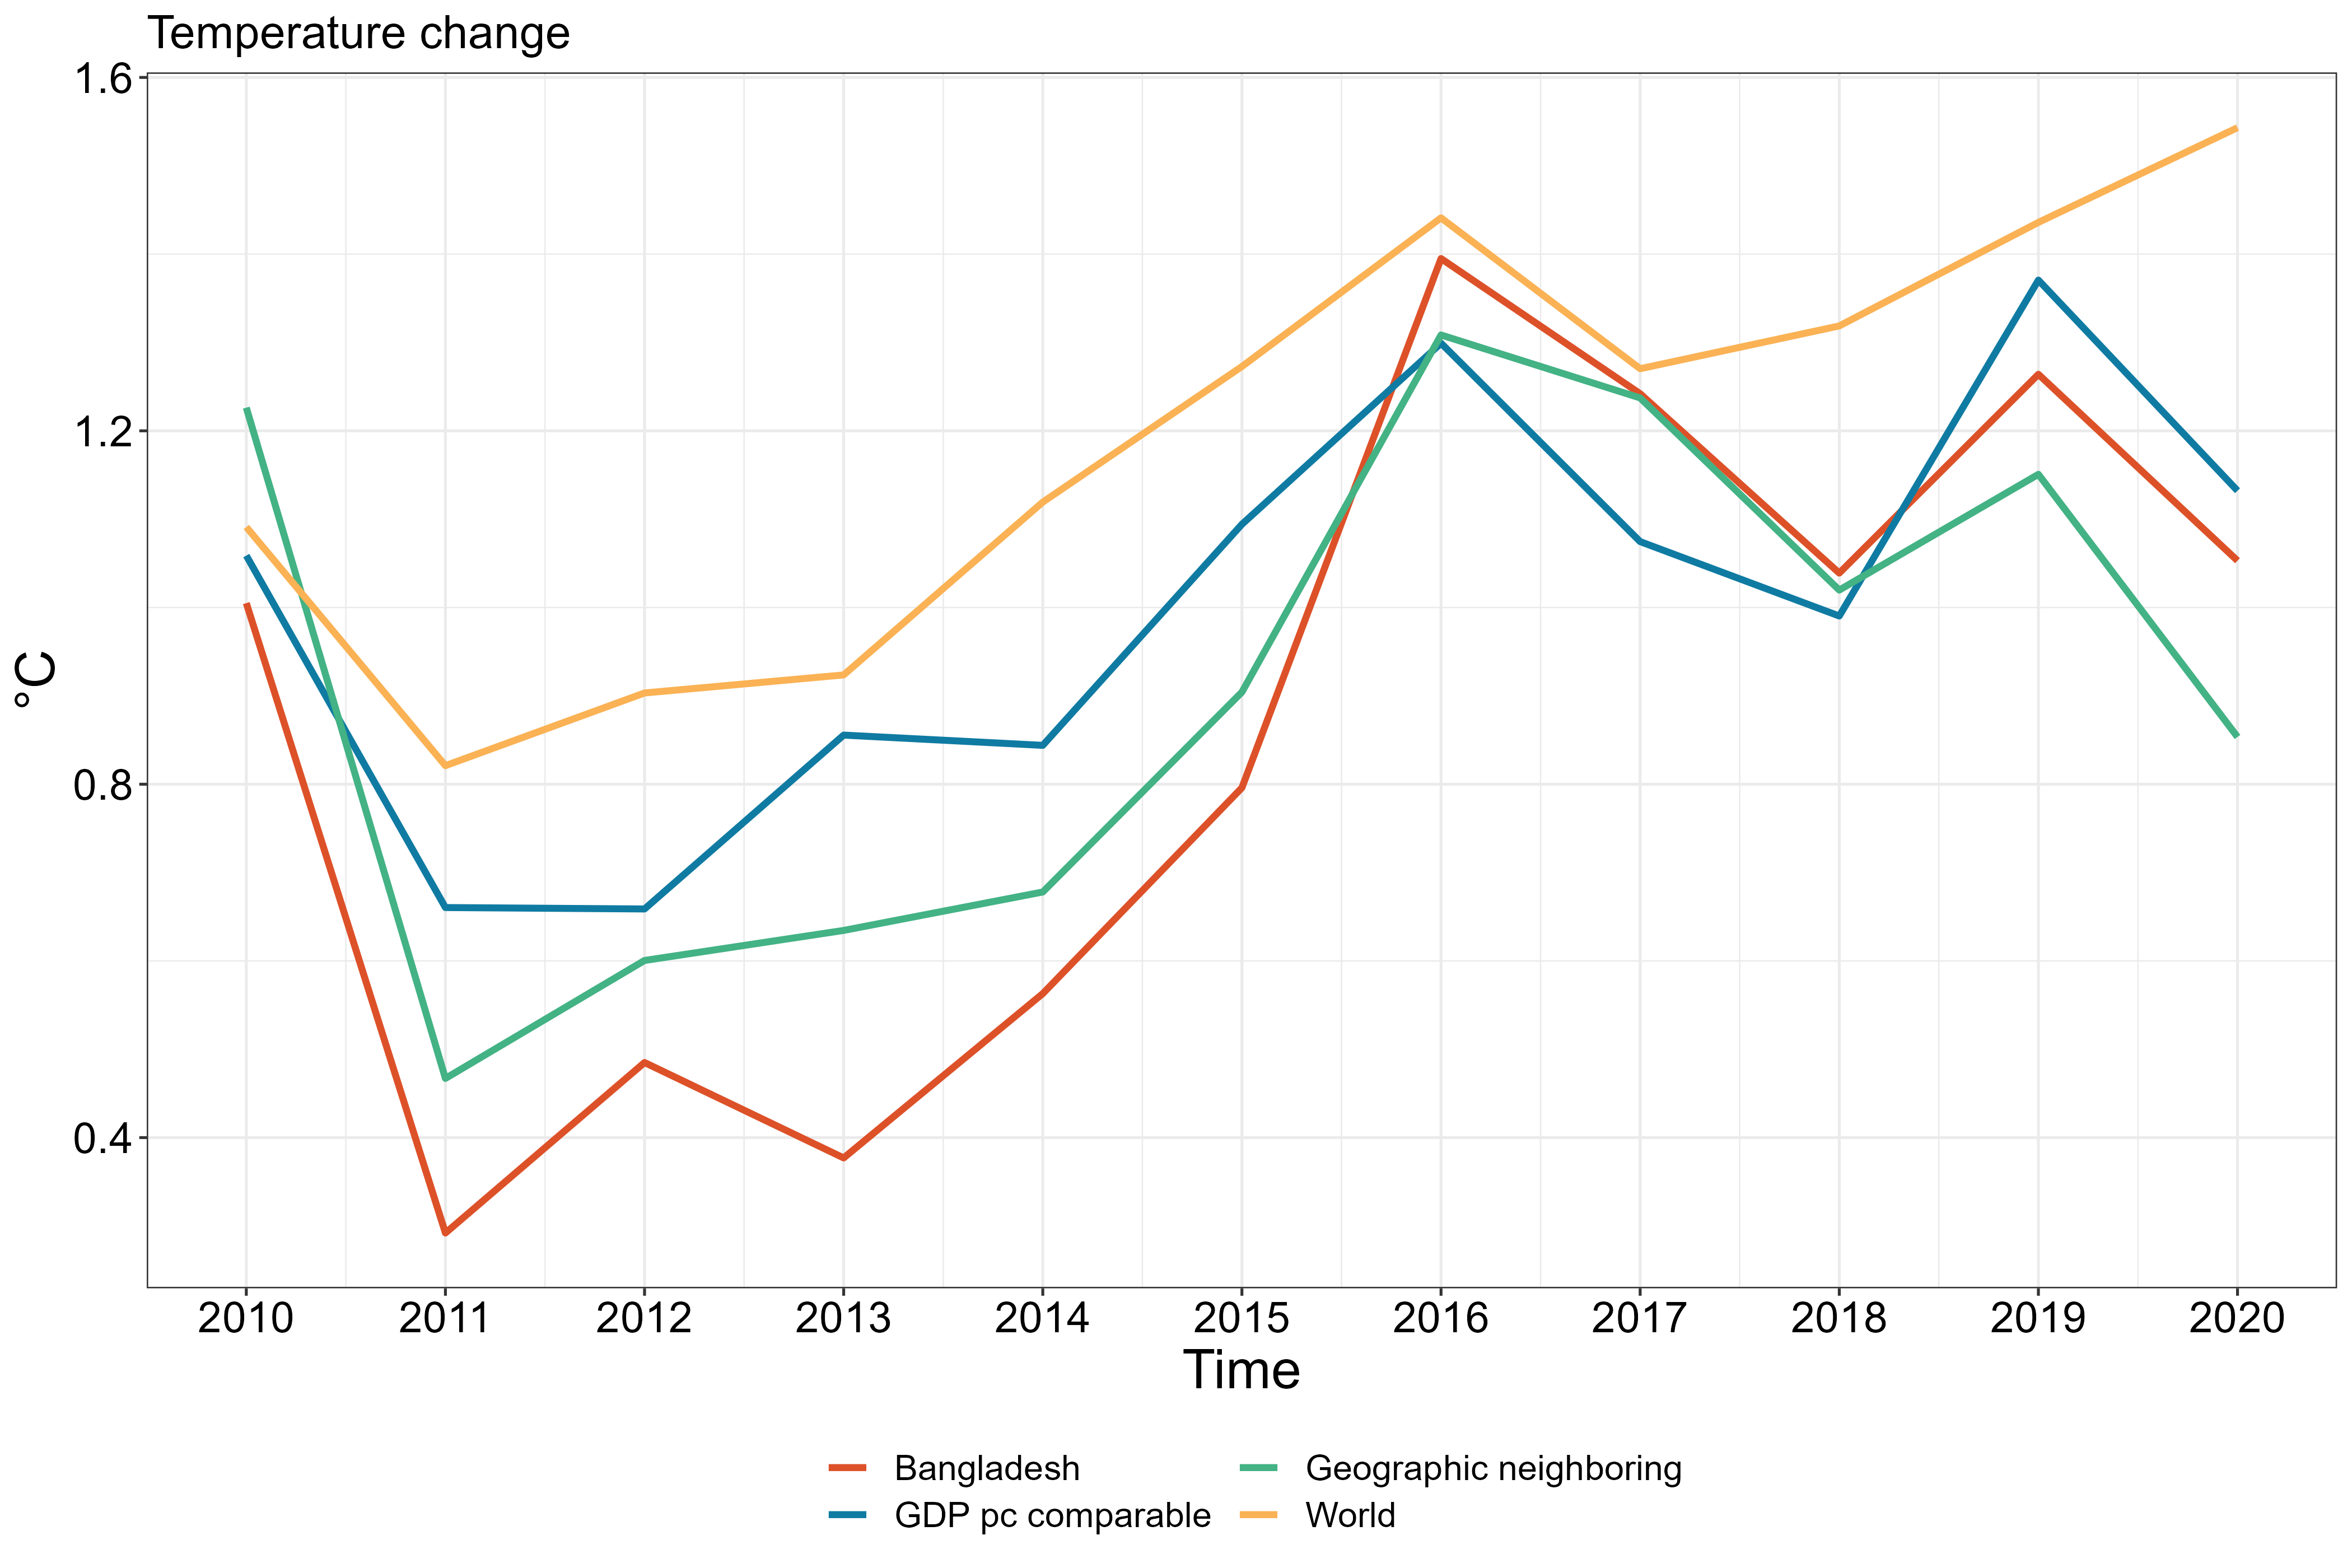 Temperature change
1.6
1.2
0.8
0.4
°C
2010 2011 2012 2013 2014 2015 2016 2017 2018 2019 2020
Time
Bangladesh Geographic neighboring
GDP pc comparable World